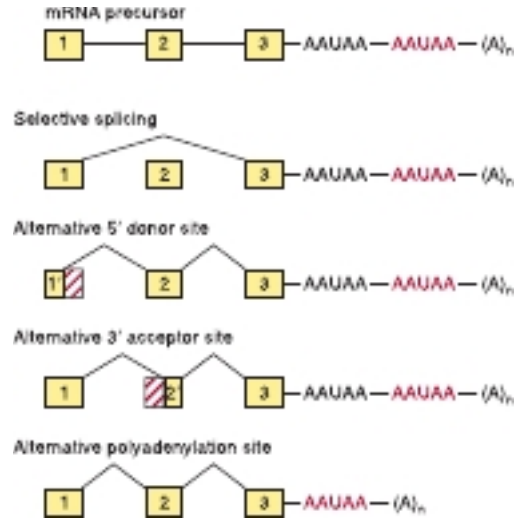 mRNA precursor
1 2 3 AAUAA AAUAA (A)n
Selective splicing
1 2 3 AAUAA AAUAA (A)n
Alternative 5' donor site
1' 2 3 AAUAA AAUAA (A)n
Alternative 3' acceptor site
1 2' 3 AAUAA AAUAA (A)n
Alternative polyadenylation site
1 2 3 AAUAA (A)n